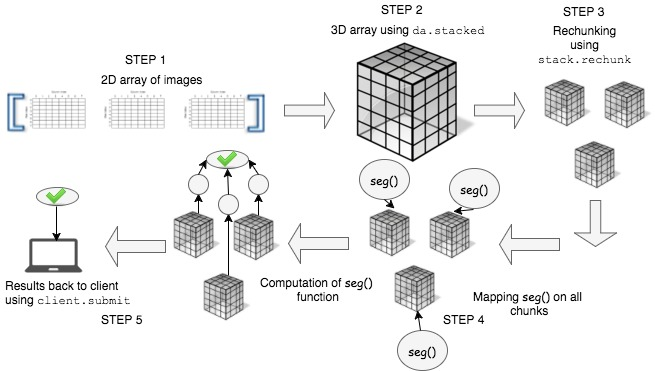 STEP 1
2D array of images
STEP 2
3D array using da.stacked
STEP 3
Rechunking
using
stack.rechunk
seg()
seg()
seg()
Mapping seg() on all
chunks
STEP 4
Computation of seg()
function
Results back to client
using client.submit
STEP 5